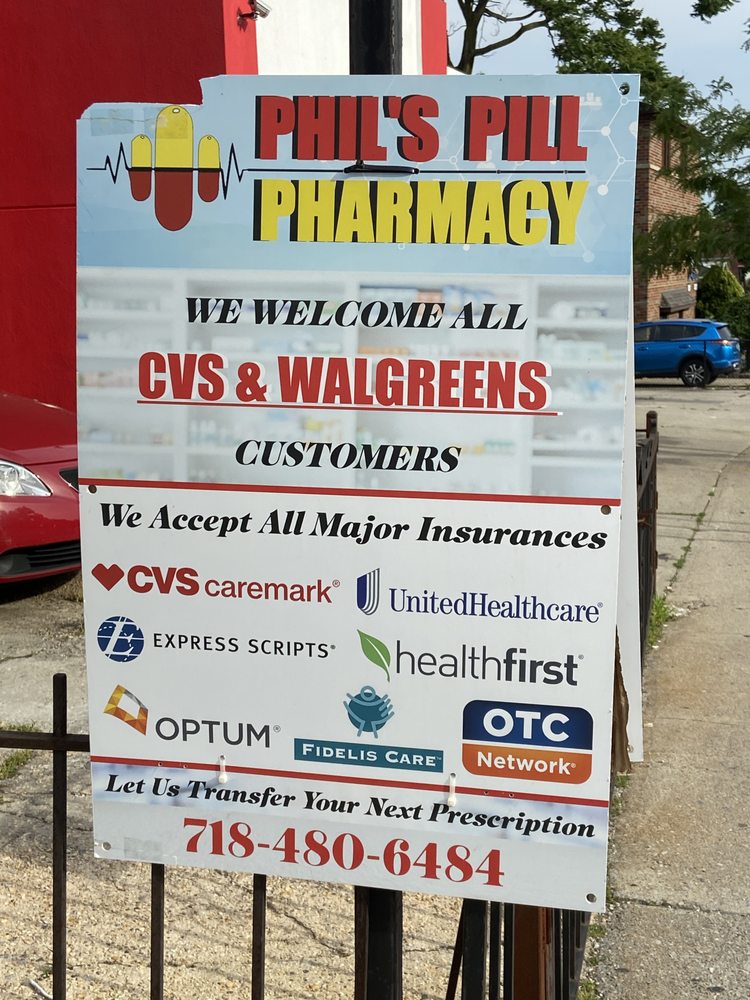 PHIL'S PILL
PHARMACY
WE WELCOME ALL
CVS & WALGREENS
CUSTOMERS
We Accept All Major Insurances
CVS caremark®
UnitedHealthcare®
EXPRESS SCRIPTS®
healthfirst®
OPTUM®
FIDELIS CARE™
OTC
Network®
Let Us Transfer Your Next Prescription
718-480-6484